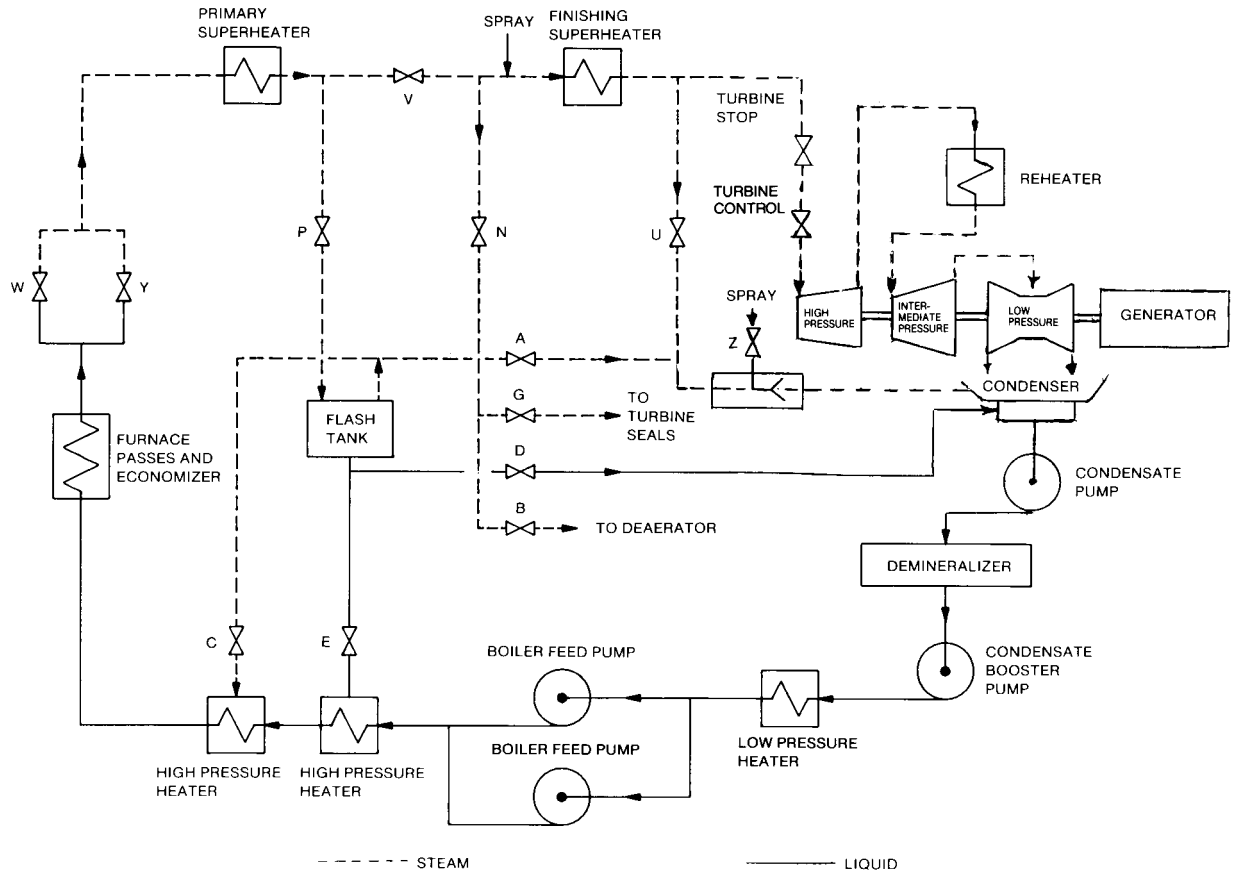 PRIMARY
SUPERHEATER
SPRAY
FINISHING
SUPERHEATER
V
TURBINE
STOP
REHEATER
TURBINE
CONTROL
P
N
U
W
Y
SPRAY
Z
HIGH
PRESSURE
INTER-
MEDIATE
PRESSURE
LOW
PRESSURE
GENERATOR
A
CONDENSER
G
TO
TURBINE
SEALS
FLASH
TANK
FURNACE
PASSES AND
ECONOMIZER
D
CONDENSATE
PUMP
B
TO DEAERATOR
DEMINERALIZER
C
E
BOILER FEED PUMP
CONDENSATE
BOOSTER
PUMP
BOILER FEED PUMP
LOW PRESSURE
HEATER
HIGH PRESSURE
HEATER
HIGH PRESSURE
HEATER
STEAM
LIQUID